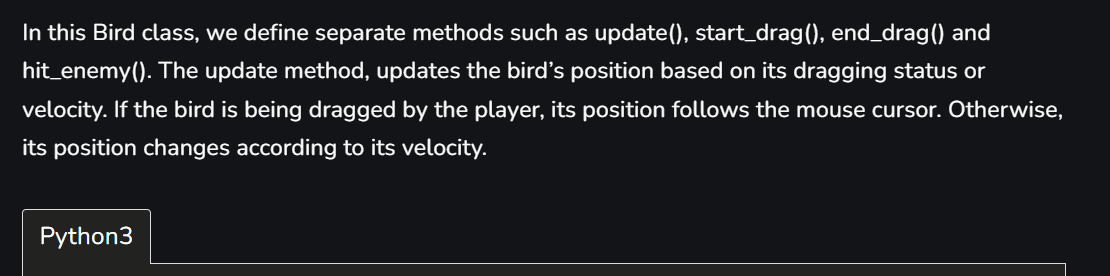 In this Bird class, we define separate methods such as update(), start_drag(), end_drag() and
hit_enemy(). The update method, updates the bird’s position based on its dragging status or
velocity. If the bird is being dragged by the player, its position follows the mouse cursor. Otherwise,
its position changes according to its velocity.
Python3